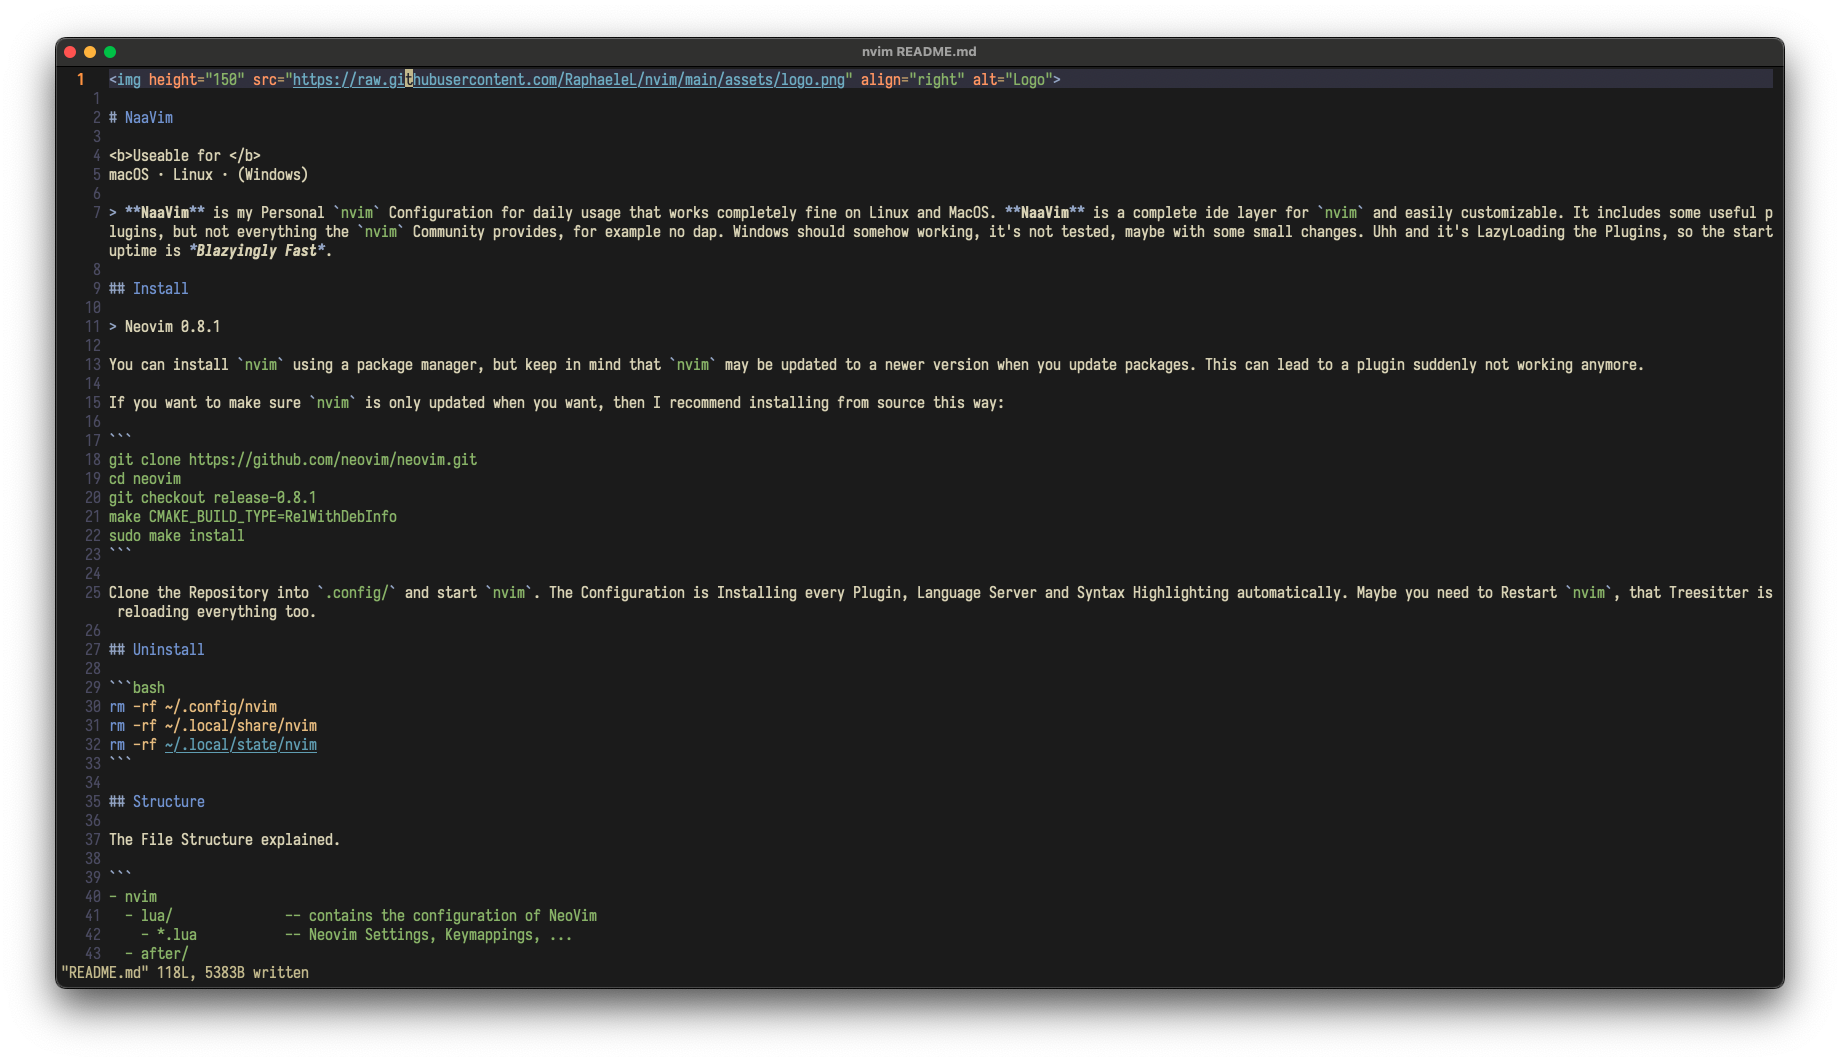 nvim README.md
1 <img height="150" src="https://raw.githubusercontent.com/RaphaeleL/nvim/main/assets/logo.png" align="right" alt="Logo">
1
2 # NaaVim
3
4 <b>Useable for </b>
5 macOS · Linux · (Windows)
6
7 > **NaaVim** is my Personal `nvim` Configuration for daily usage that works completely fine on Linux and MacOS. **NaaVim** is a complete ide layer for `nvim` and easily customizable. It includes some useful p
lugins, but not everything the `nvim` Community provides, for example no dap. Windows should somehow working, it's not tested, maybe with some small changes. Uhh and it's LazyLoading the Plugins, so the start
uptime is *Blazyingly Fast*.
8
9 ## Install
10
11 > Neovim 0.8.1
12
13 You can install `nvim` using a package manager, but keep in mind that `nvim` may be updated to a newer version when you update packages. This can lead to a plugin suddenly not working anymore.
14
15 If you want to make sure `nvim` is only updated when you want, then I recommend installing from source this way:
16
17 ```
18 git clone https://github.com/neovim/neovim.git
19 cd neovim
20 git checkout release-0.8.1
21 make CMAKE_BUILD_TYPE=RelWithDebInfo
22 sudo make install
23 ```
24
25 Clone the Repository into `.config/` and start `nvim`. The Configuration is Installing every Plugin, Language Server and Syntax Highlighting automatically. Maybe you need to Restart `nvim`, that Treesitter is
reloading everything too.
26
27 ## Uninstall
28
29 ```bash
30 rm -rf ~/.config/nvim
31 rm -rf ~/.local/share/nvim
32 rm -rf ~/.local/state/nvim
33 ```
34
35 ## Structure
36
37 The File Structure explained.
38
39 ```
40 - nvim
41   - lua/              -- contains the configuration of NeoVim
42     - *.lua           -- Neovim Settings, Keymappings, ...
43   - after/
"README.md" 118L, 5383B written